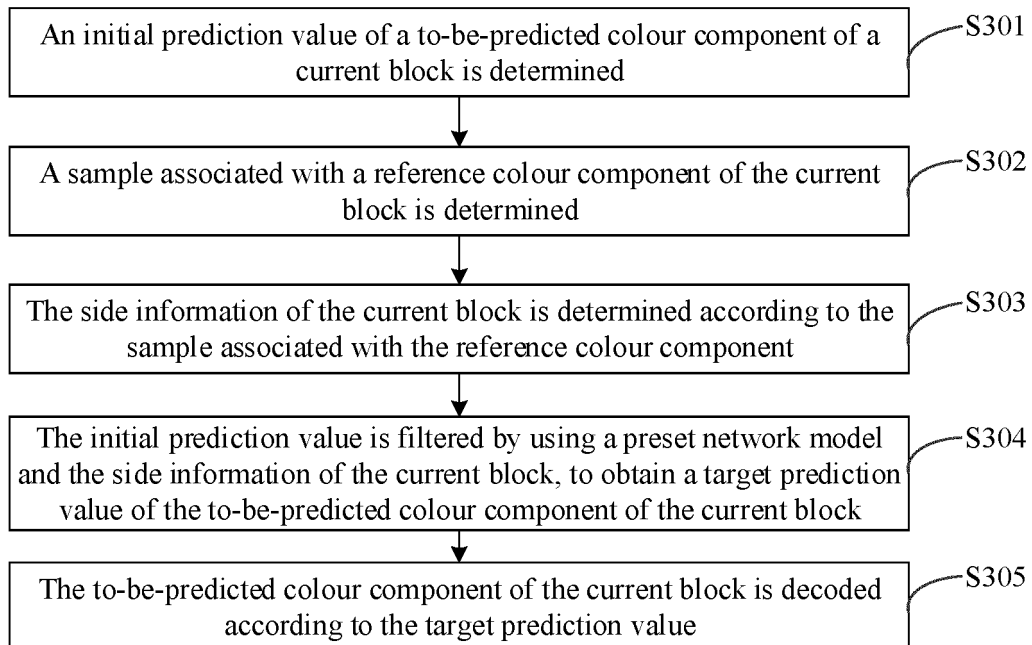 An initial prediction value of a to-be-predicted colour component of a
current block is determined
S301
A sample associated with a reference colour component of the current
block is determined
S302
The side information of the current block is determined according to the
sample associated with the reference colour component
S303
The initial prediction value is filtered by using a preset network model
and the side information of the current block, to obtain a target prediction
value of the to-be-predicted colour component of the current block
S304
The to-be-predicted colour component of the current block is decoded
according to the target prediction value
S305